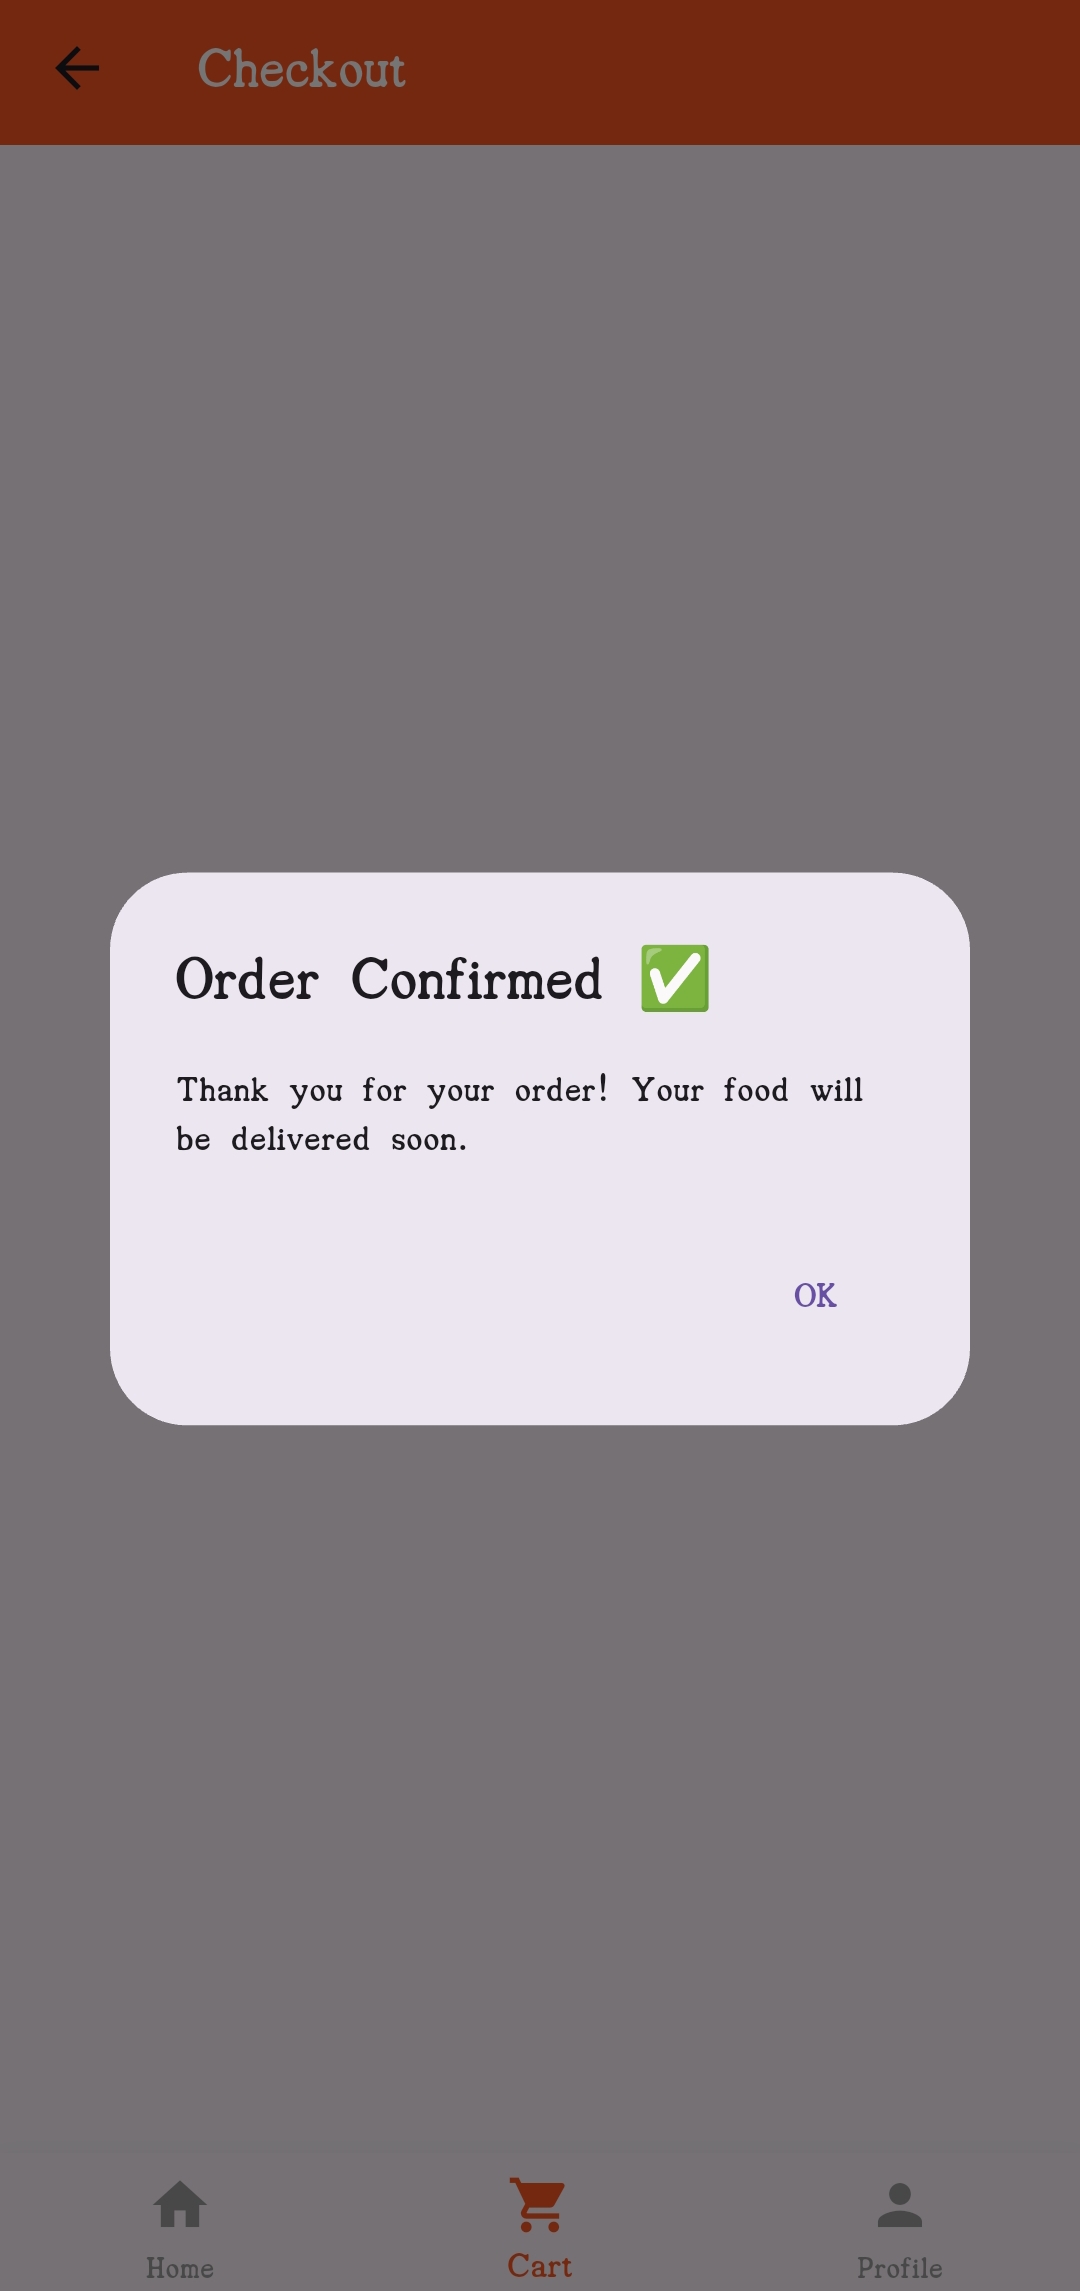 Checkout
Order Confirmed ✅
Thank you for your order! Your food will
be delivered soon.
OK
Home
Cart
Profile